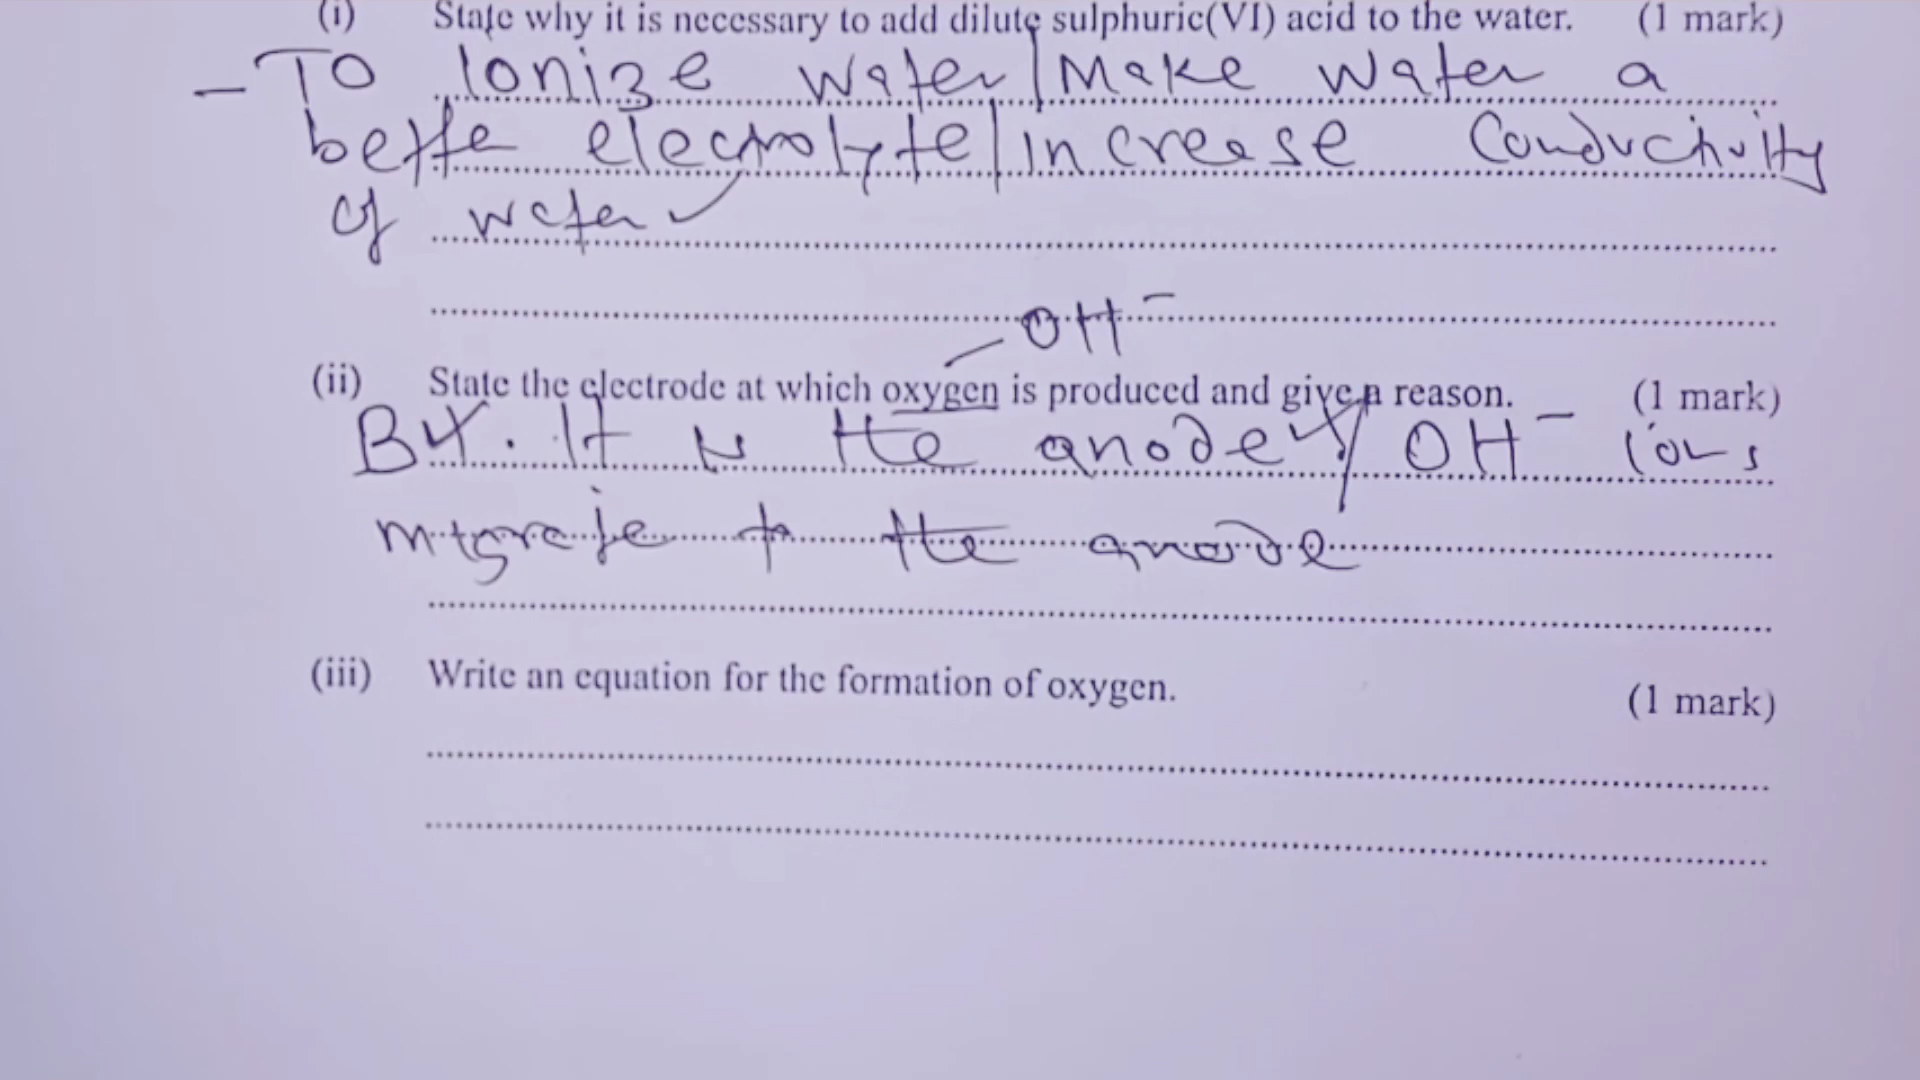 (i) State why it is necessary to add dilute sulphuric(VI) acid to the water. (1 mark)
- To Ionize water/Make water a
bette electrolyte/increase Conductivity
of water ✓
OH⁻
(ii) State the electrode at which oxygen is produced and give a reason. (1 mark)
By. It is the anode ✓/ OH⁻ ions
migrate to the anode
(iii) Write an equation for the formation of oxygen. (1 mark)